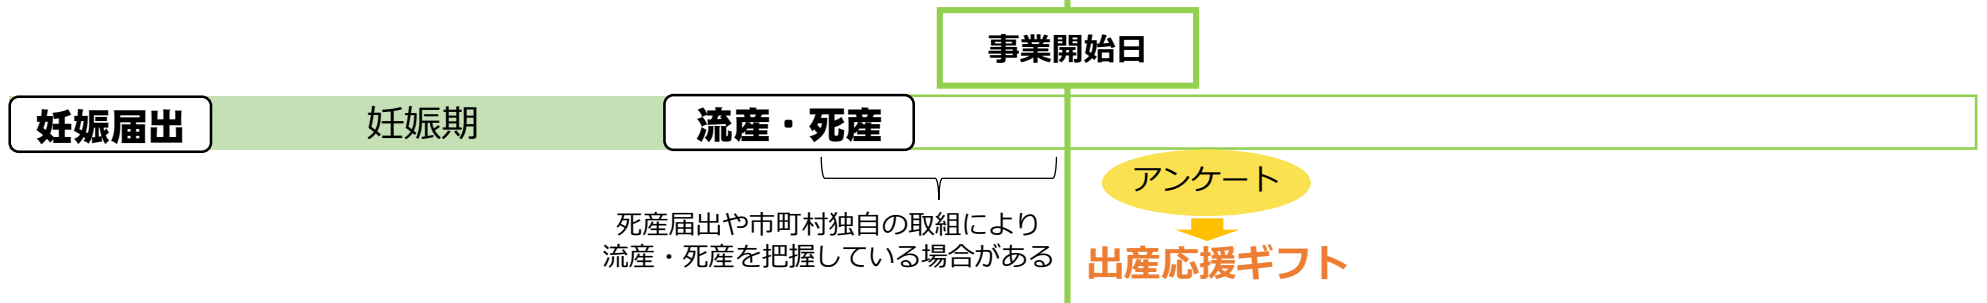 事業開始日
妊娠届出
妊娠期
流産・死産
アンケート
死産届出や市町村独自の取組により
流産・死産を把握している場合がある
出産応援ギフト